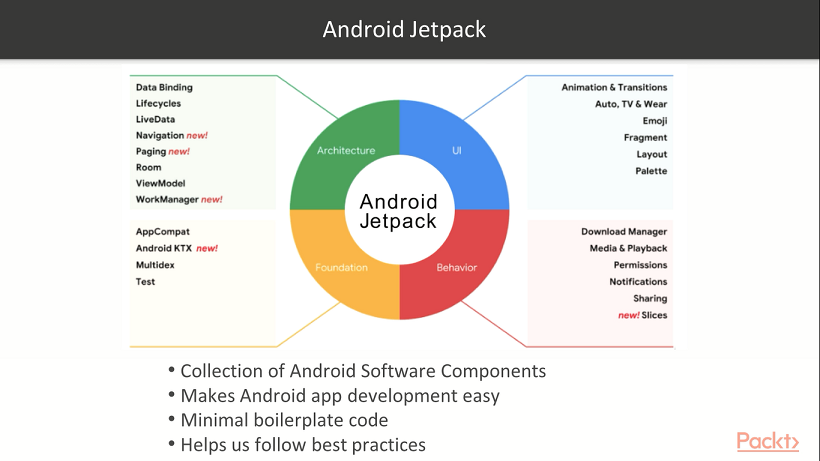 Android Jetpack
Data Binding
Lifecycles
LiveData
Navigation new!
Paging new!
Room
ViewModel
WorkManager new!
Animation & Transitions
Auto, TV & Wear
Emoji
Fragment
Layout
Palette
Architecture
UI
Android
Jetpack
Foundation
Behavior
AppCompat
Android KTX new!
Multidex
Test
Download Manager
Media & Playback
Permissions
Notifications
Sharing
new! Slices
• Collection of Android Software Components
• Makes Android app development easy
• Minimal boilerplate code
• Helps us follow best practices
Packt>